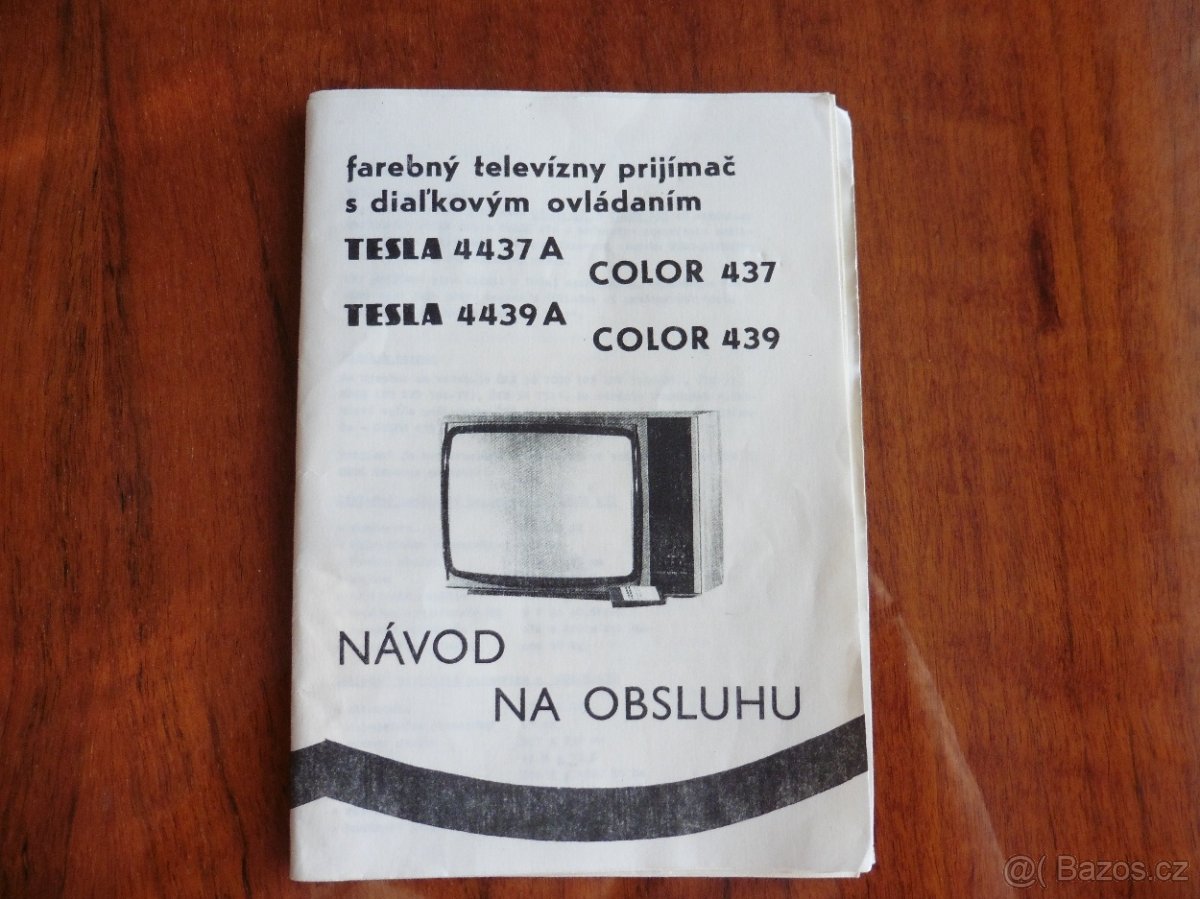 farebný televízny prijímač
s diaľkovým ovládaním
TESLA 4437 A
COLOR 437
TESLA 4439 A
COLOR 439
NÁVOD
NA OBSLUHU
@( Bazos.cz